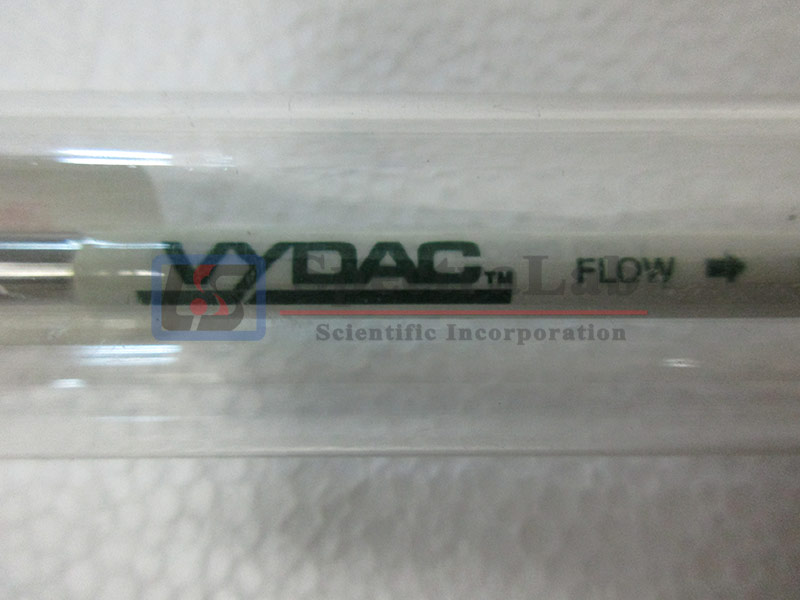 VYDAC™ FLOW
Scientific Incorporation